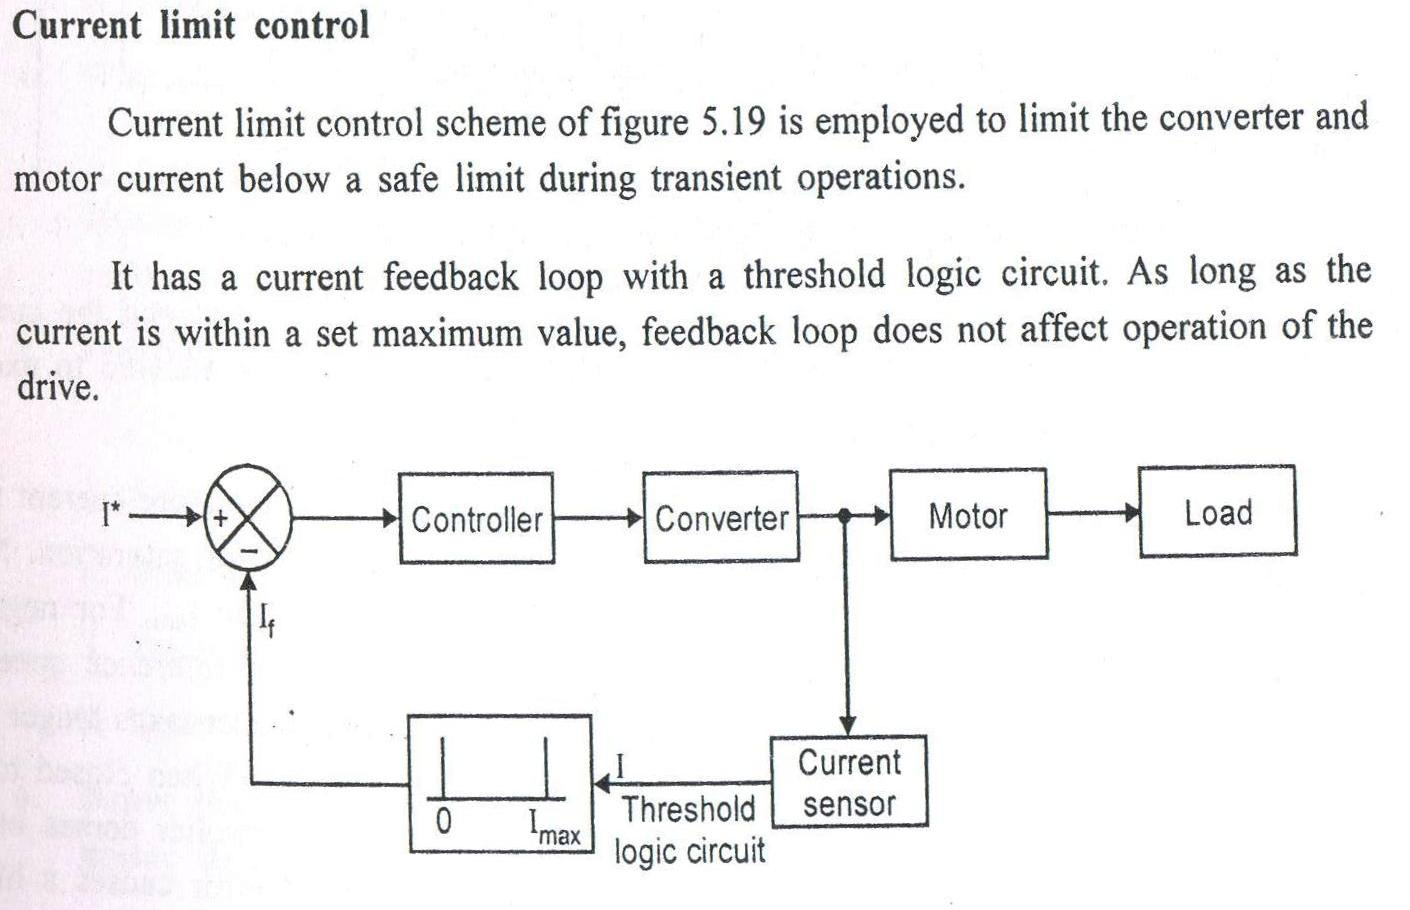 Current limit control
Current limit control scheme of figure 5.19 is employed to limit the converter and
motor current below a safe limit during transient operations.
It has a current feedback loop with a threshold logic circuit. As long as the
current is within a set maximum value, feedback loop does not affect operation of the
drive.
I*
+
−
Controller
Converter
Motor
Load
If
0
Imax
I
Threshold
logic circuit
Current
sensor